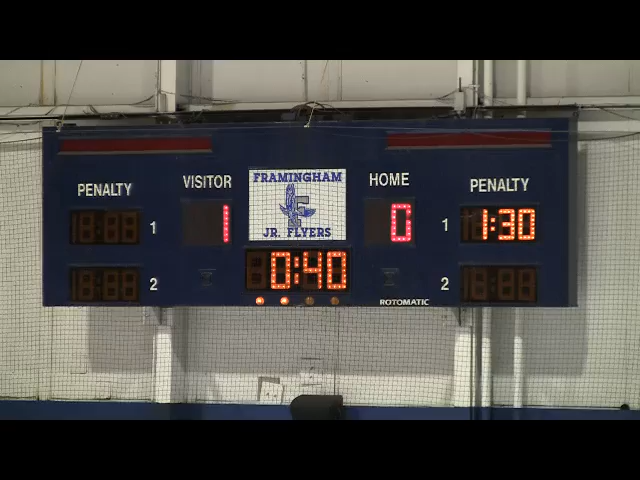 PENALTY VISITOR FRAMINGHAM HOME PENALTY
JR. FLYERS
1 1 0 1 1:30
0:40
2 2
ROTOMATIC